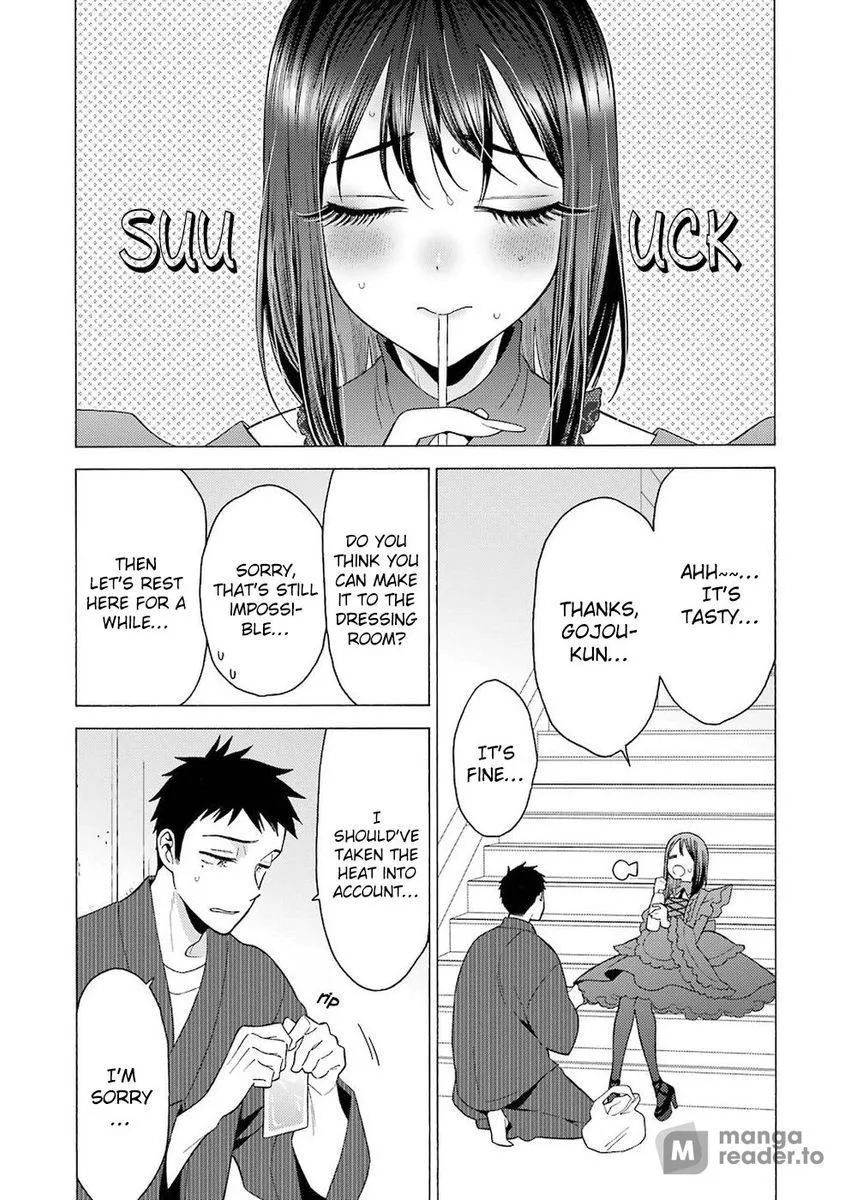 SUU
UCK
AHH~~...
IT'S
TASTY...
THANKS,
GOJOU-
KUN...
IT'S
FINE...
DO YOU
THINK YOU
CAN MAKE
IT TO THE
DRESSING
ROOM?
SORRY,
THAT'S STILL
IMPOSSI-
BLE...
THEN
LET'S REST
HERE FOR A
WHILE...
I
SHOULD'VE
TAKEN THE
HEAT INTO
ACCOUNT...
rip
I'M
SORRY
...
M manga
reader.to